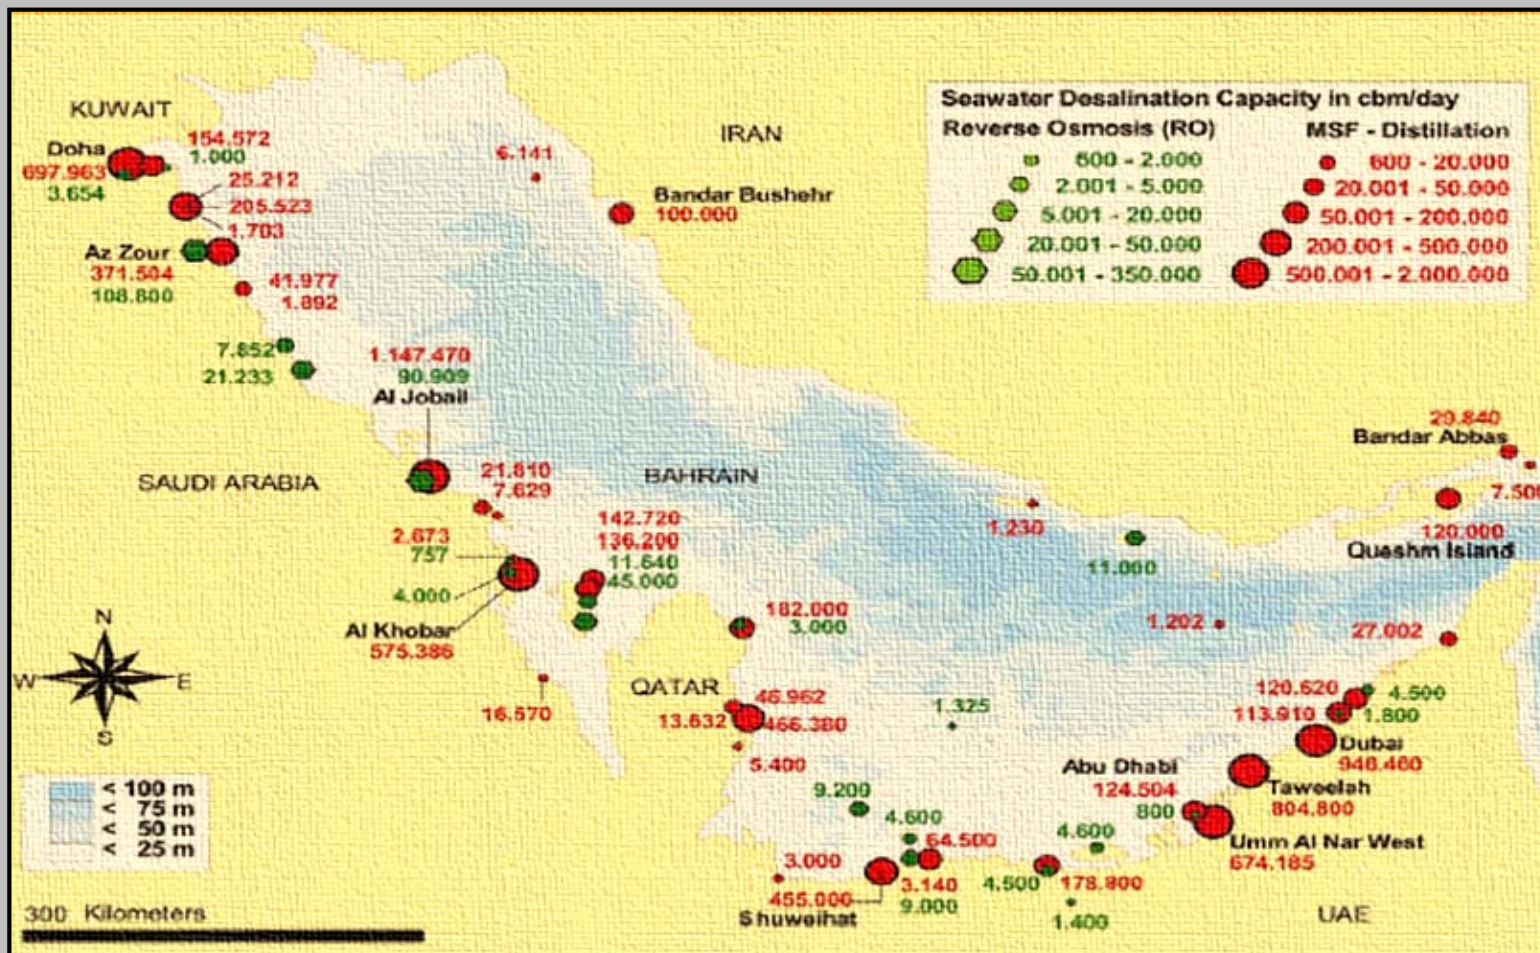 KUWAIT
Doha
697.963
3.654
154.572
1.000
25.212
205.523
1.703
Az Zour
371.504
108.800
41.977
1.892
7.852
21.233
1.147.470
90.909
Al Jobail
SAUDI ARABIA
6.141
IRAN
Bandar Bushehr
100.000
Seawater Desalination Capacity in cbm/day
Reverse Osmosis (RO)
600 - 2.000
2.001 - 5.000
5.001 - 20.000
20.001 - 50.000
50.001 - 350.000
MSF - Distillation
600 - 20.000
20.001 - 50.000
50.001 - 200.000
200.001 - 500.000
500.001 - 2.000.000
21.810
7.629
BAHRAIN
2.673
757
4.000
Al Khobar
575.386
142.720
136.200
11.640
45.000
16.570
182.000
3.000
QATAR
46.962
13.632
466.380
5.400
1.230
11.000
1.202
1.325
29.840
Bandar Abbas
120.000
Queshm Island
27.002
120.620
4.500
113.910
1.800
Dubai
946.460
Taweelah
804.800
Abu Dhabi
124.504
800
Umm Al Nar West
674.185
9.200
4.600
64.500
3.000
455.000
3.140
9.000
Shuweihat
4.600
4.500
178.800
1.400
UAE
N
W
E
S
< 100 m
< 75 m
< 50 m
< 25 m
300 Kilometers